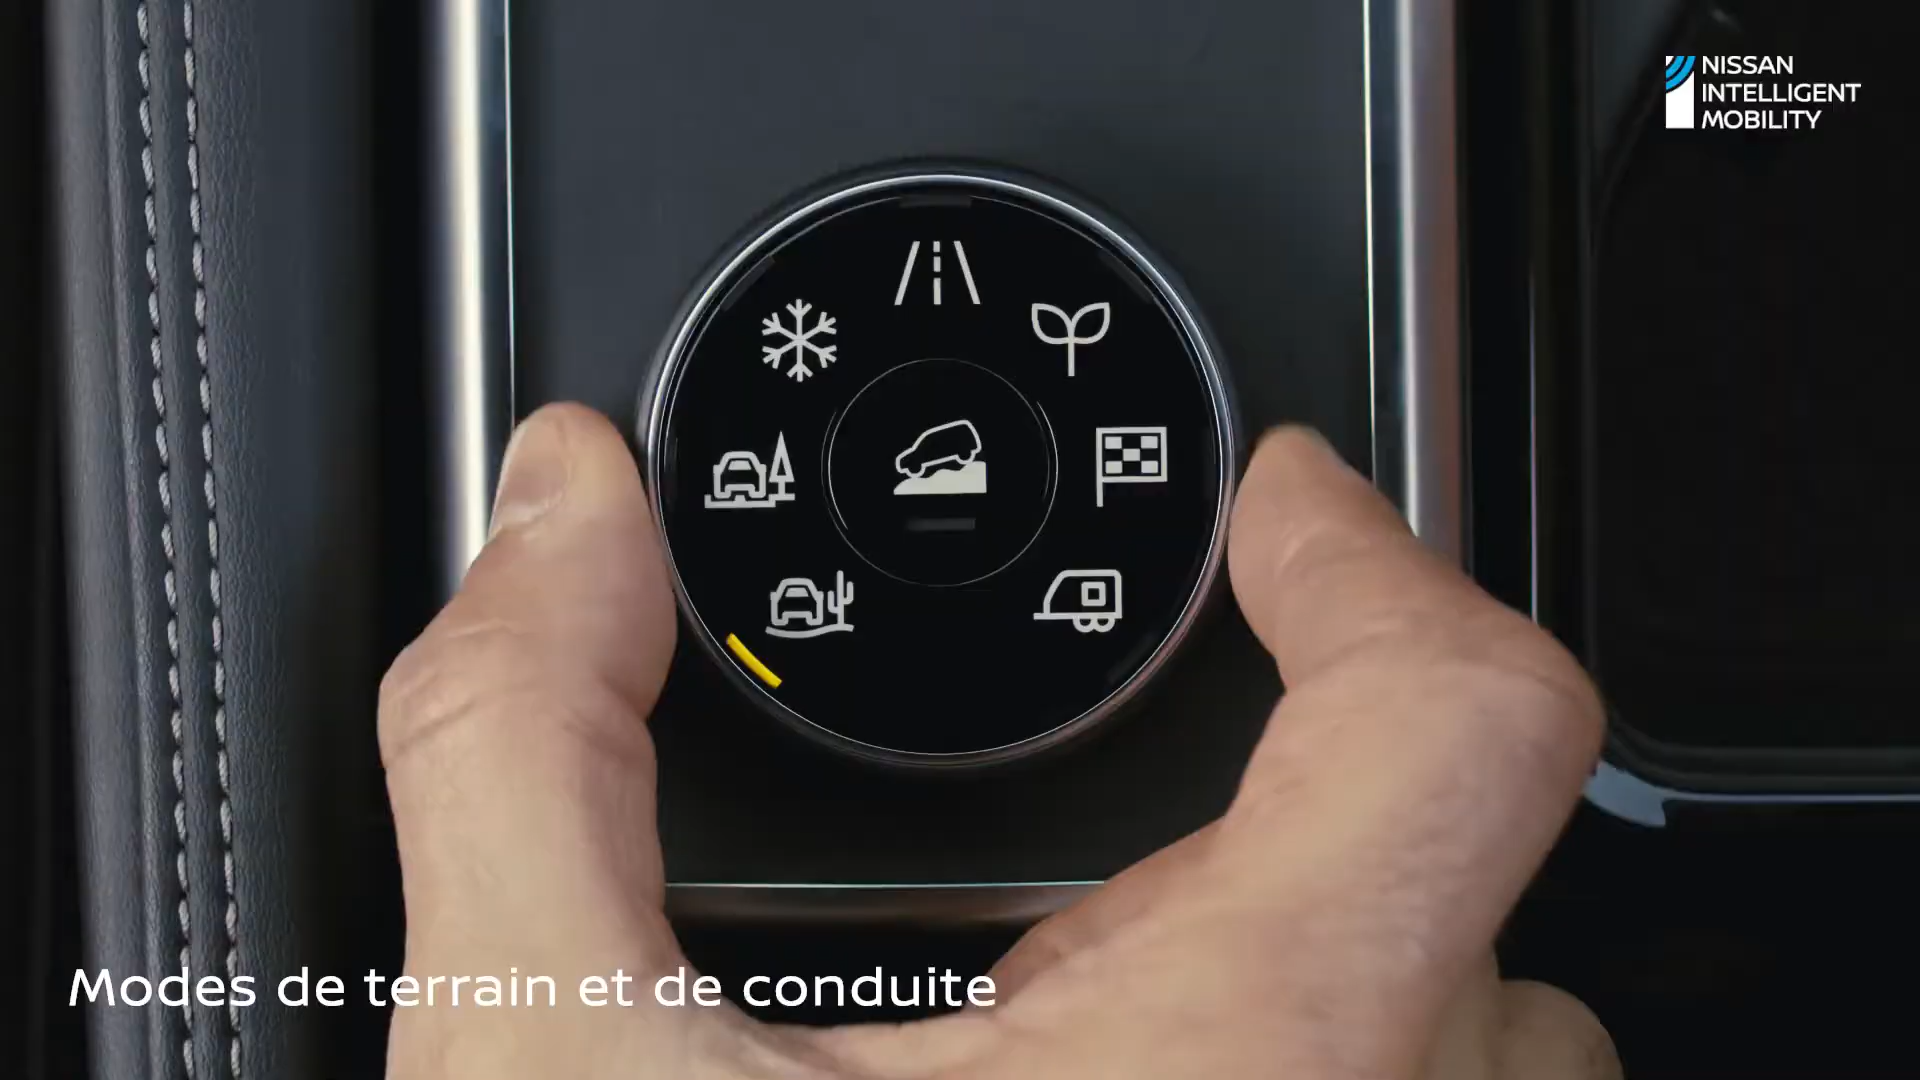 NISSAN
INTELLIGENT
MOBILITY
Modes de terrain et de conduite